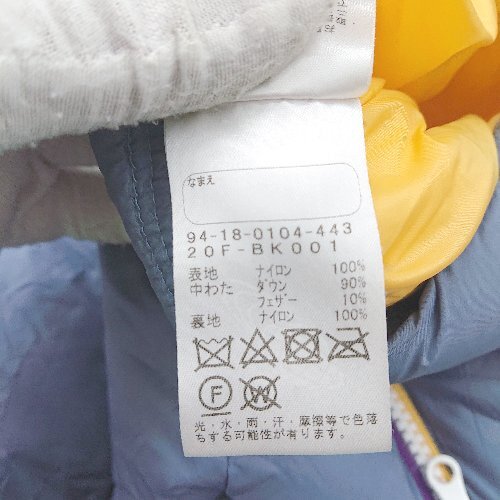 なまえ
94-18-0104-443
20F-BK001
表地 ナイロン 100%
中わた ダウン 90%
フェザー 10%
裏地 ナイロン 100%
F W
光・水・雨・汗・摩擦等で色落
ちする可能性が有ります。